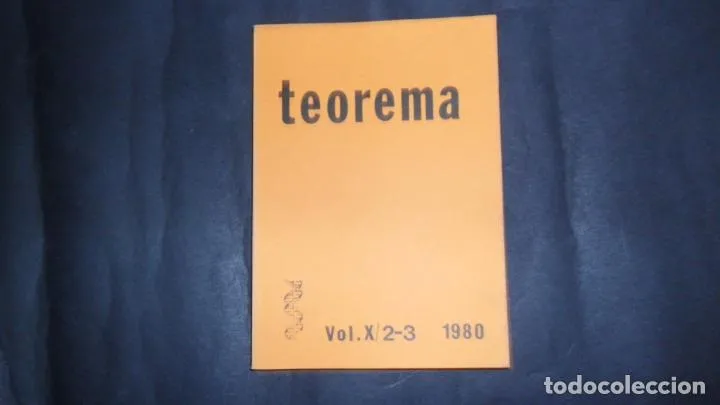 teorema
Vol.X/2-3 1980
todocoleccion